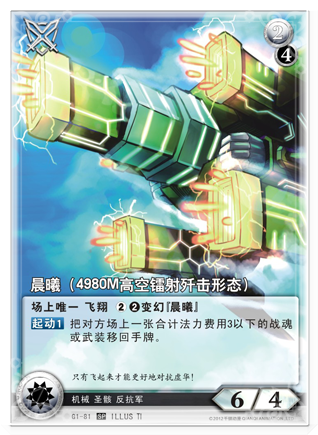 2
4
晨曦（4980M高空镭射歼击形态）
场上唯一 飞翔 2 2 变幻『晨曦』
起动1 把对方场上一张合计法力费用3以下的战魂
或武装移回手牌。
只有飞起来才能更好地对抗虚华！
机械 圣骸 反抗军
6 / 4
G1-81 SP ILLUS TI